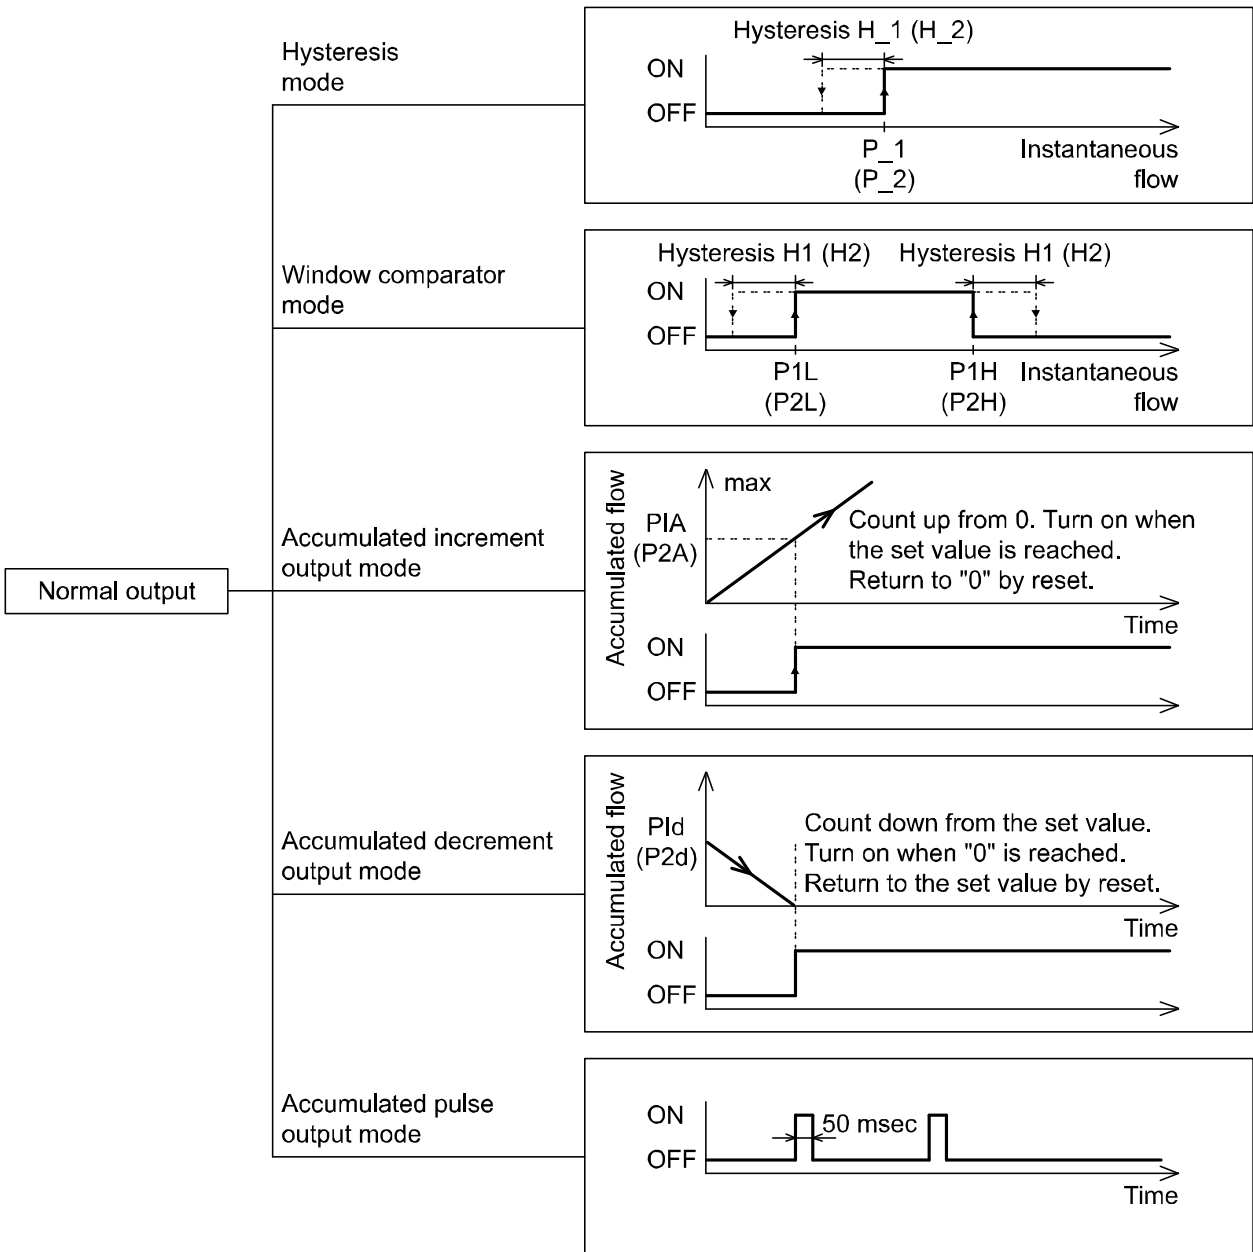 Normal output
Hysteresis
mode
Hysteresis H_1 (H_2)
ON
OFF
P_1
(P_2)
Instantaneous
flow
Window comparator
mode
Hysteresis H1 (H2)
Hysteresis H1 (H2)
ON
OFF
P1L
(P2L)
P1H
(P2H)
Instantaneous
flow
Accumulated increment
output mode
Accumulated flow
max
PIA
(P2A)
Count up from 0. Turn on when
the set value is reached.
Return to "0" by reset.
Time
ON
OFF
Accumulated decrement
output mode
Accumulated flow
PId
(P2d)
Count down from the set value.
Turn on when "0" is reached.
Return to the set value by reset.
Time
ON
OFF
Accumulated pulse
output mode
ON
OFF
50 msec
Time